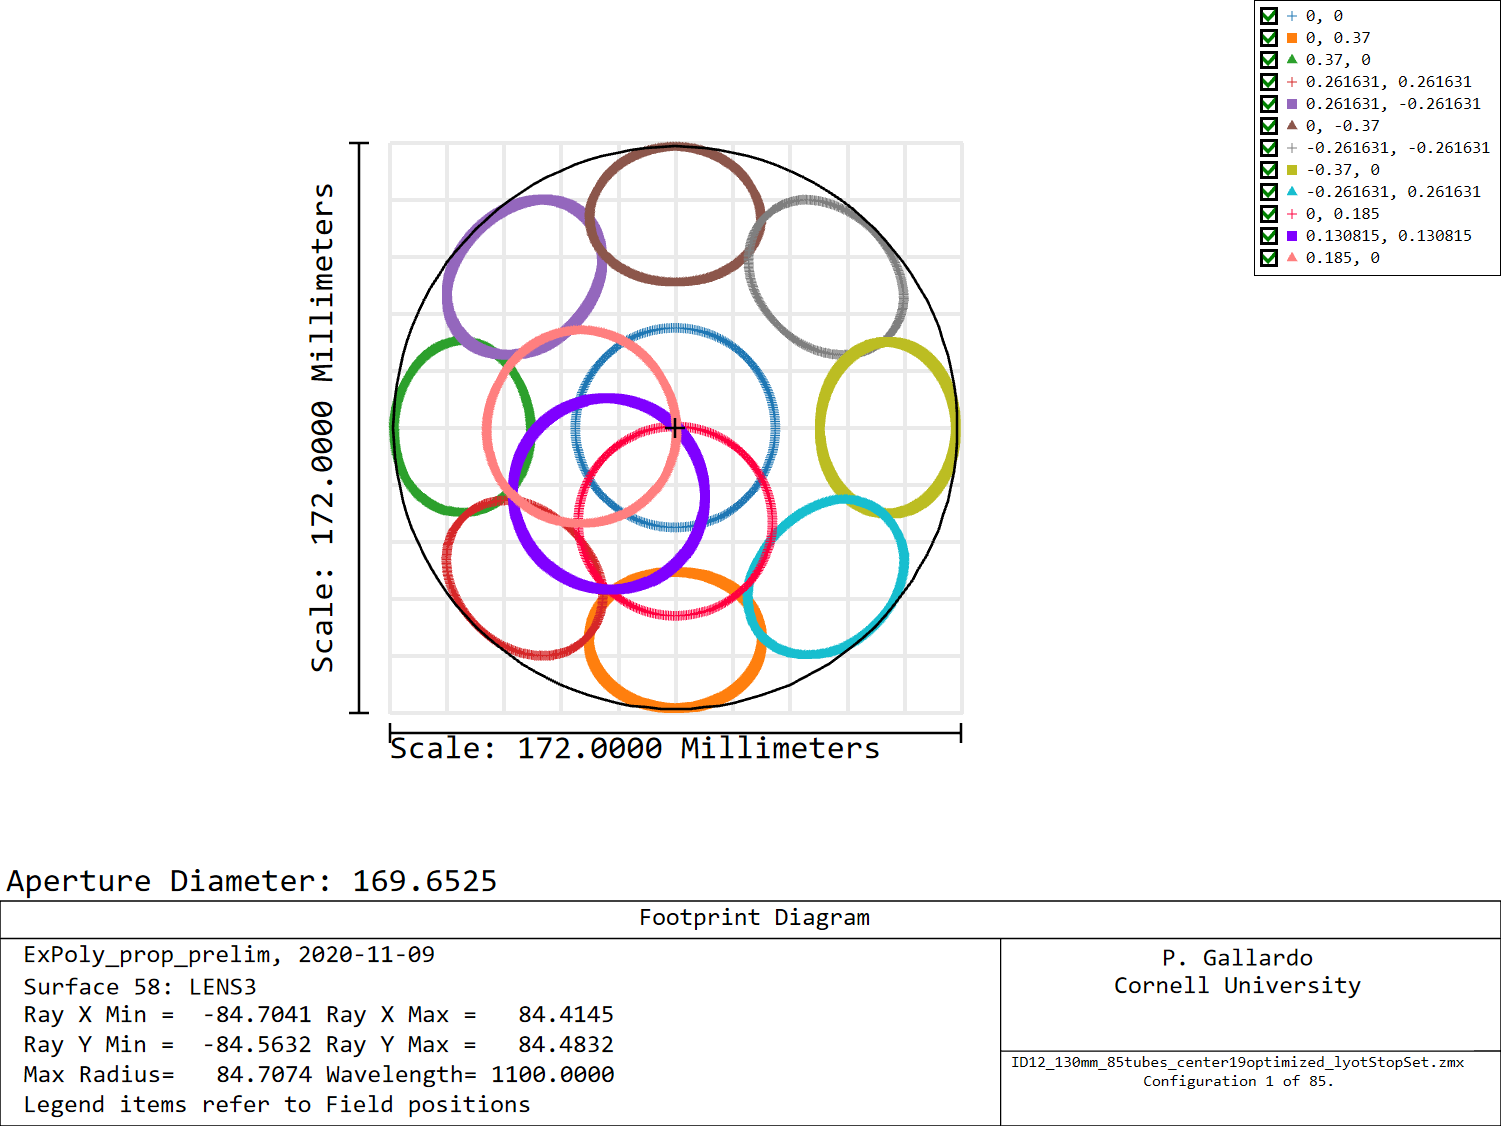 0, 0
0, 0.37
0.37, 0
0.261631, 0.261631
0.261631, -0.261631
0, -0.37
-0.261631, -0.261631
-0.37, 0
-0.261631, 0.261631
0, 0.185
0.130815, 0.130815
0.185, 0
Scale: 172.0000 Millimeters
Scale: 172.0000 Millimeters
Aperture Diameter: 169.6525
Footprint Diagram
ExPoly_prop_prelim, 2020-11-09
Surface 58: LENS3
Ray X Min = -84.7041 Ray X Max = 84.4145
Ray Y Min = -84.5632 Ray Y Max = 84.4832
Max Radius= 84.7074 Wavelength= 1100.0000
Legend items refer to Field positions
P. Gallardo
Cornell University
ID12_130mm_85tubes_center19optimized_lyotStopSet.zmx
Configuration 1 of 85.